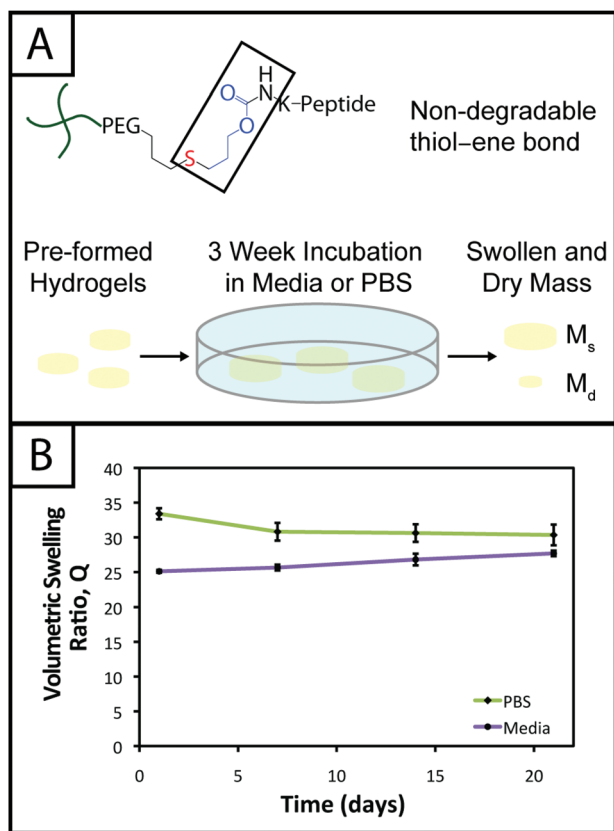 A
O
H
N
K-Peptide
O
PEG
S
Non-degradable
thiol–ene bond
Pre-formed
Hydrogels
3 Week Incubation
in Media or PBS
Swollen and
Dry Mass
Ms
Md
B
Volumetric Swelling
Ratio, Q
40
35
30
25
20
15
10
5
0
PBS
Media
0
5
10
15
20
Time (days)